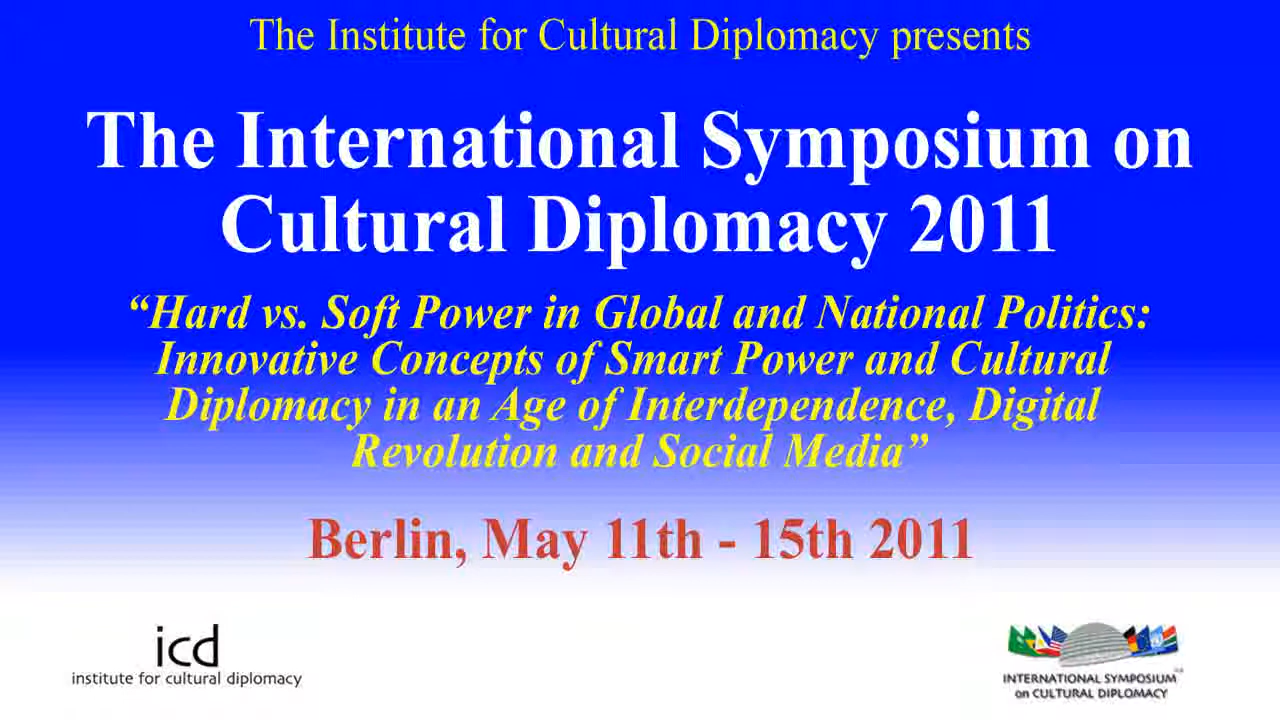 The Institute for Cultural Diplomacy presents
The International Symposium on
Cultural Diplomacy 2011
“Hard vs. Soft Power in Global and National Politics:
Innovative Concepts of Smart Power and Cultural
Diplomacy in an Age of Interdependence, Digital
Revolution and Social Media”
Berlin, May 11th - 15th 2011
icd
institute for cultural diplomacy
INTERNATIONAL SYMPOSIUM
on CULTURAL DIPLOMACY